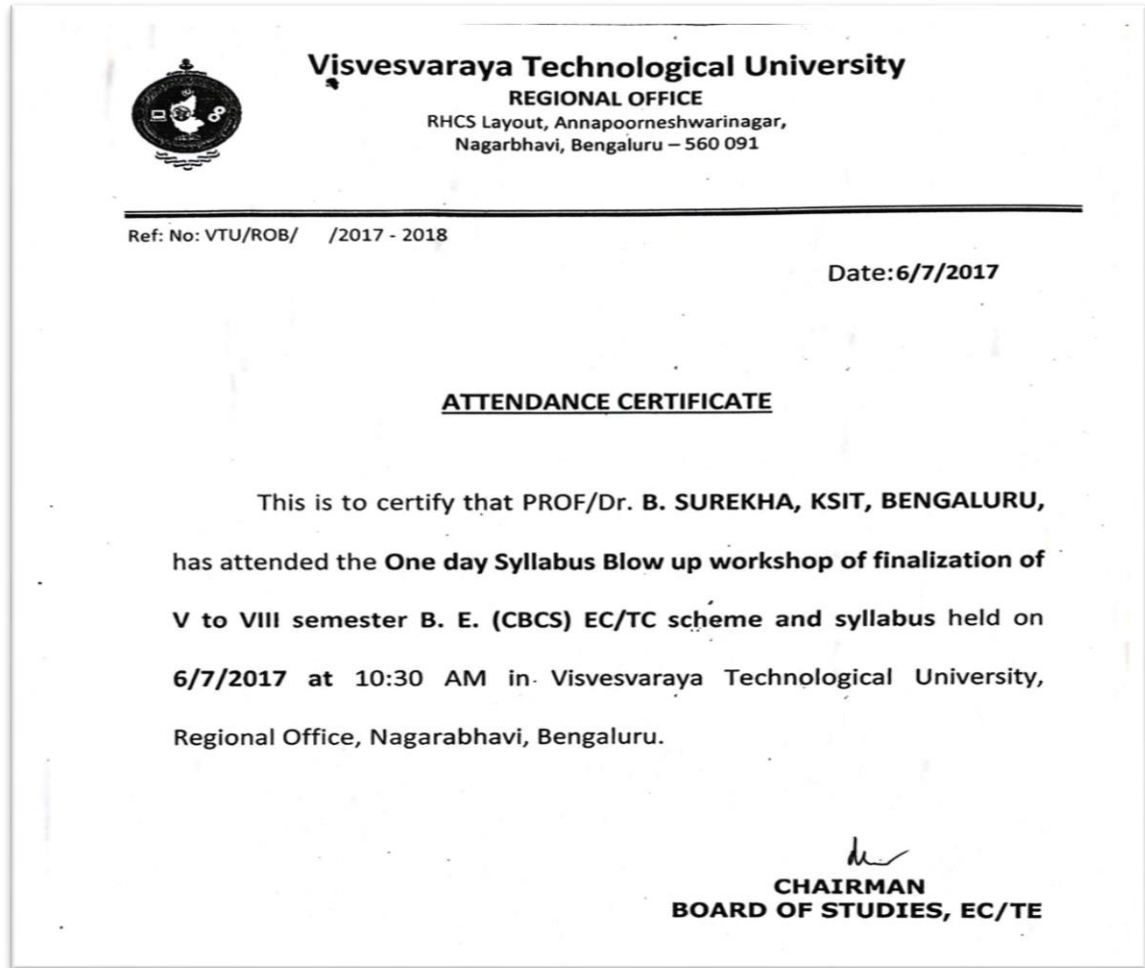 Visvesvaraya Technological University
REGIONAL OFFICE
RHCS Layout, Annapoorneshwarinagar,
Nagarbhavi, Bengaluru – 560 091
Ref: No: VTU/ROB/ /2017 - 2018
Date:6/7/2017
ATTENDANCE CERTIFICATE
This is to certify that PROF/Dr. B. SUREKHA, KSIT, BENGALURU,
has attended the One day Syllabus Blow up workshop of finalization of
V to VIII semester B. E. (CBCS) EC/TC scheme and syllabus held on
6/7/2017 at 10:30 AM in Visvesvaraya Technological University,
Regional Office, Nagarabhavi, Bengaluru.
CHAIRMAN
BOARD OF STUDIES, EC/TE